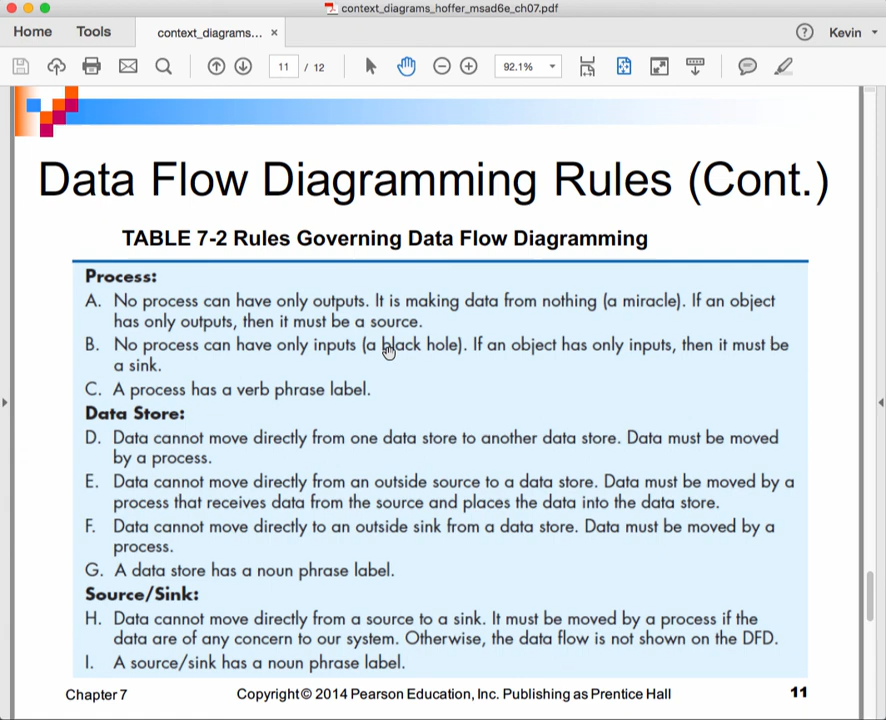 context_diagrams_hoffer_msad6e_ch07.pdf
Home Tools context_diagrams... × ? Kevin
11 / 12 92.1%
Data Flow Diagramming Rules (Cont.)
TABLE 7-2 Rules Governing Data Flow Diagramming
Process:
A. No process can have only outputs. It is making data from nothing (a miracle). If an object
has only outputs, then it must be a source.
B. No process can have only inputs (a black hole). If an object has only inputs, then it must be
a sink.
C. A process has a verb phrase label.
Data Store:
D. Data cannot move directly from one data store to another data store. Data must be moved
by a process.
E. Data cannot move directly from an outside source to a data store. Data must be moved by a
process that receives data from the source and places the data into the data store.
F. Data cannot move directly to an outside sink from a data store. Data must be moved by a
process.
G. A data store has a noun phrase label.
Source/Sink:
H. Data cannot move directly from a source to a sink. It must be moved by a process if the
data are of any concern to our system. Otherwise, the data flow is not shown on the DFD.
I. A source/sink has a noun phrase label.
Chapter 7 Copyright © 2014 Pearson Education, Inc. Publishing as Prentice Hall 11